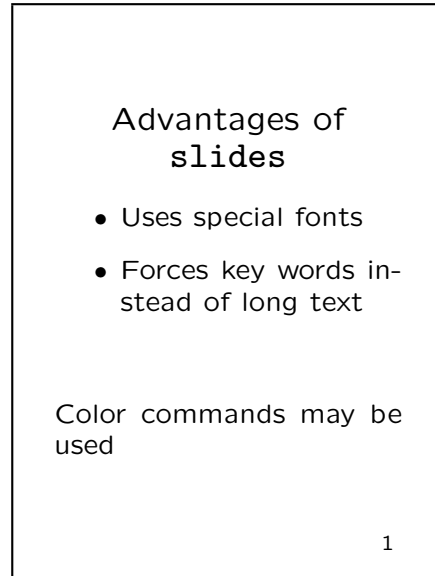 Advantages of
slides
• Uses special fonts
• Forces key words in-
stead of long text
Color commands may be
used
1